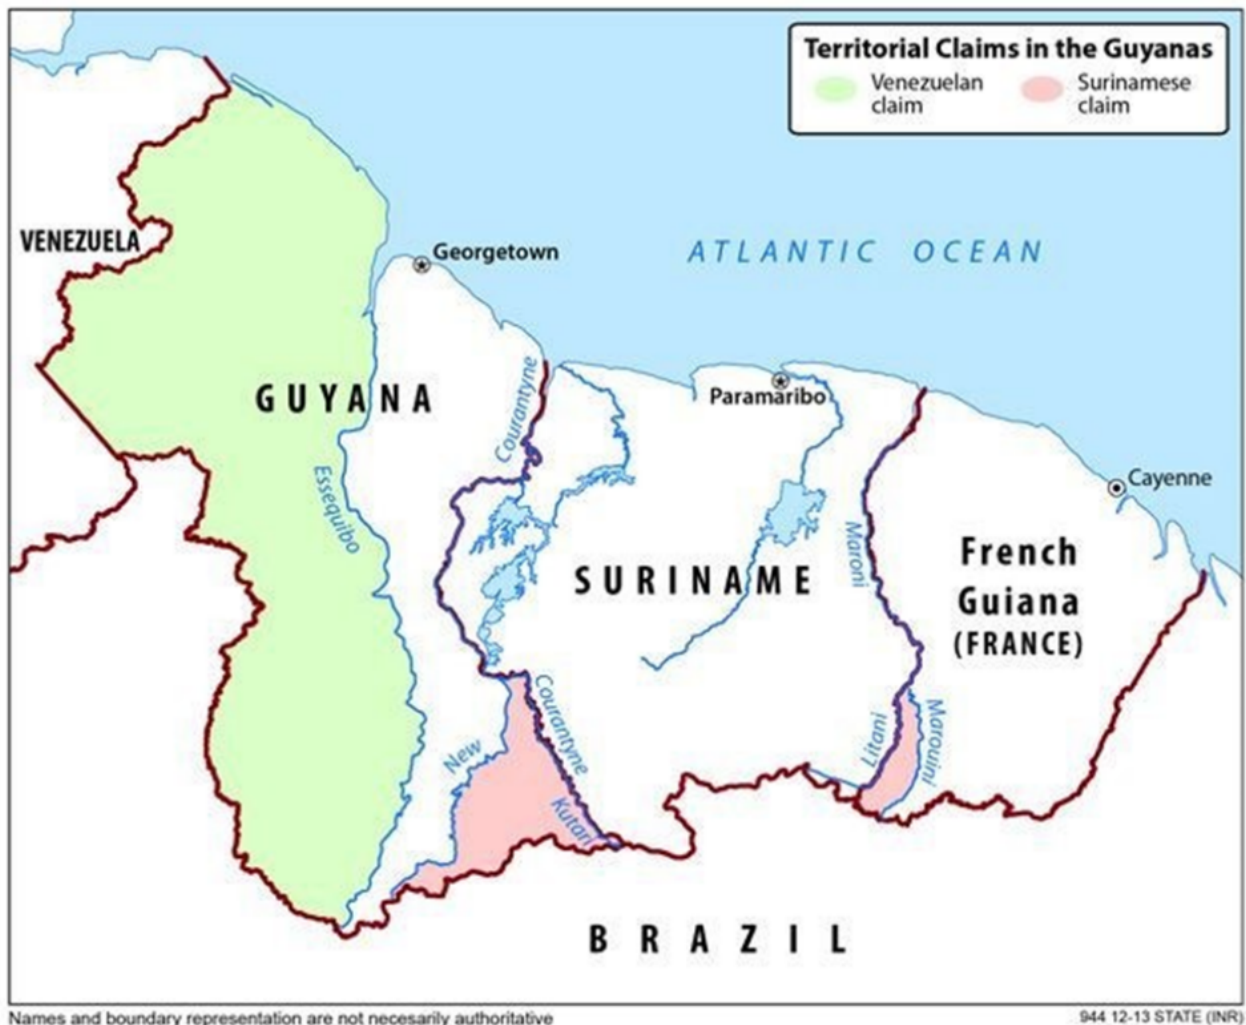 Territorial Claims in the Guyanas
Venezuelan
claim
Surinamese
claim
VENEZUELA
Georgetown
ATLANTIC OCEAN
GUYANA
Courantyne
Paramaribo
Essequibo
Cayenne
Maroni
SURINAME
French
Guiana
(FRANCE)
Courantyne
New
Litani
Marouini
Kutari
BRAZIL
Names and boundary representation are not necesarily authoritative
944 12-13 STATE (INR)